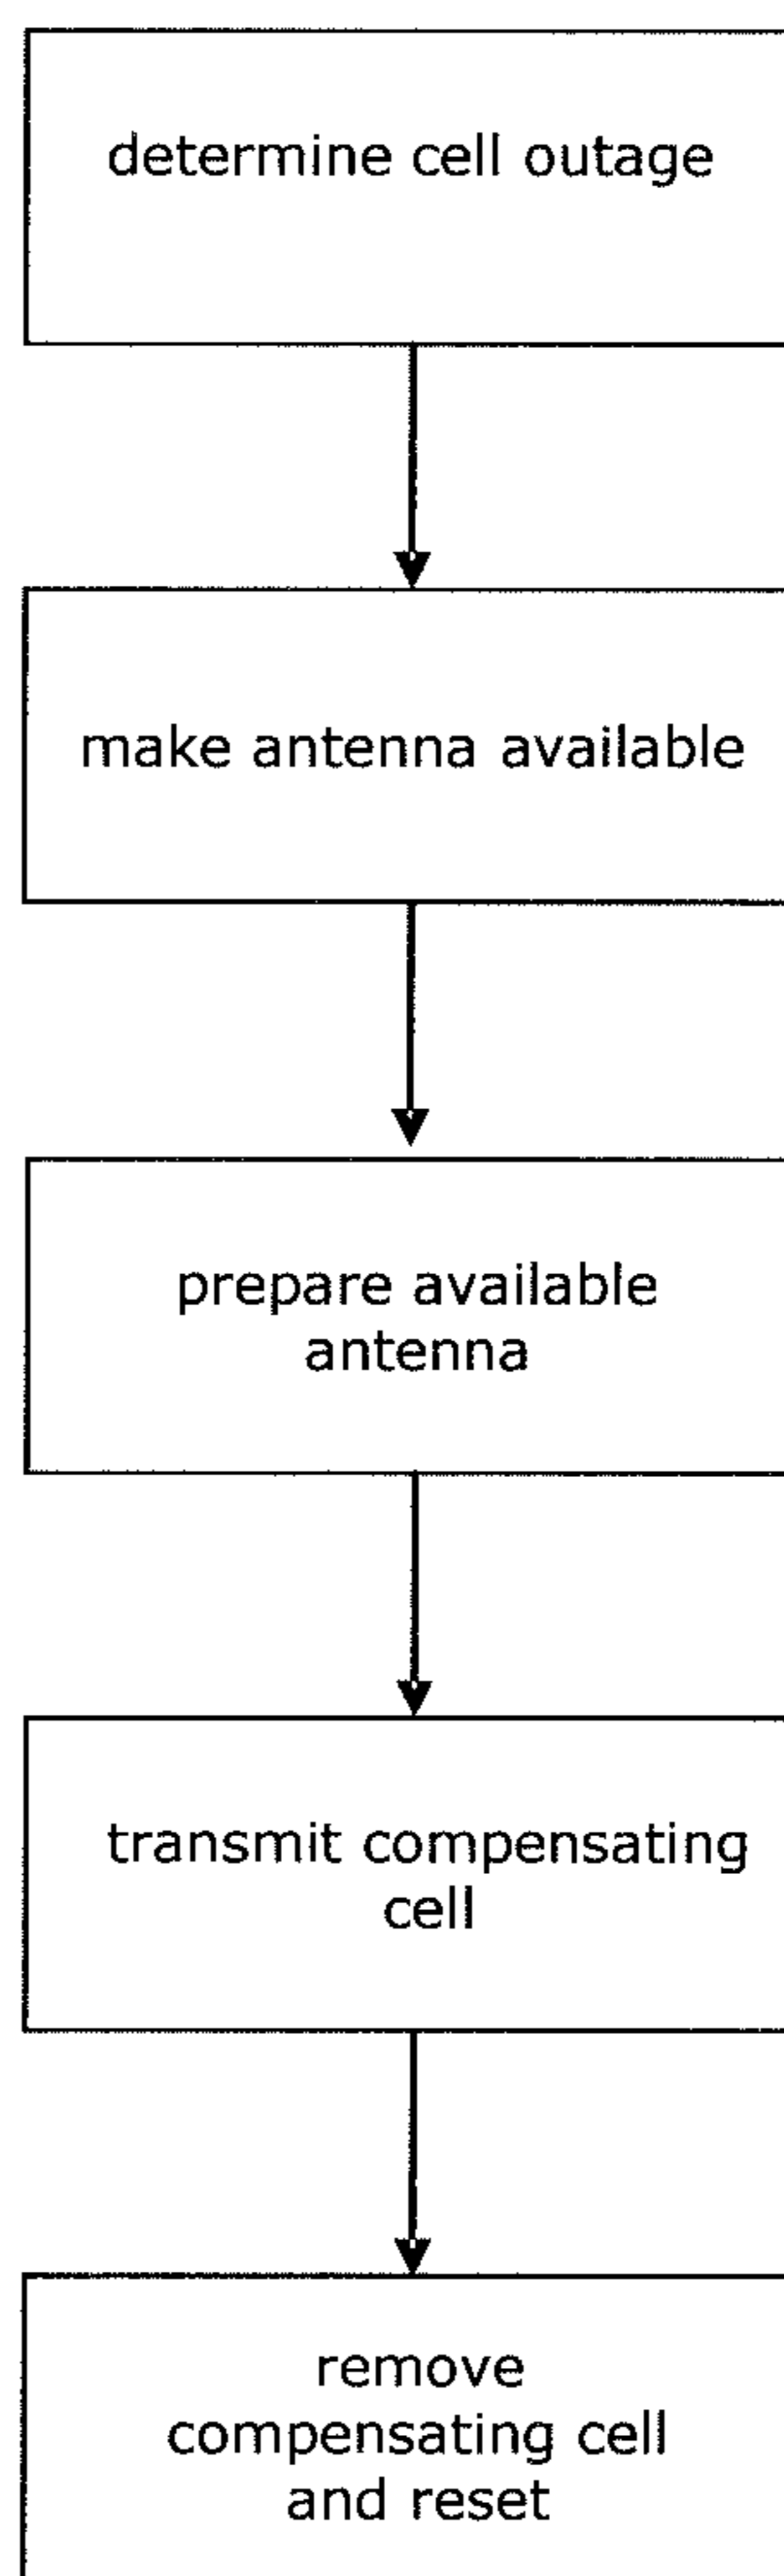 determine cell outage
make antenna available
prepare available
antenna
transmit compensating
cell
remove
compensating cell
and reset